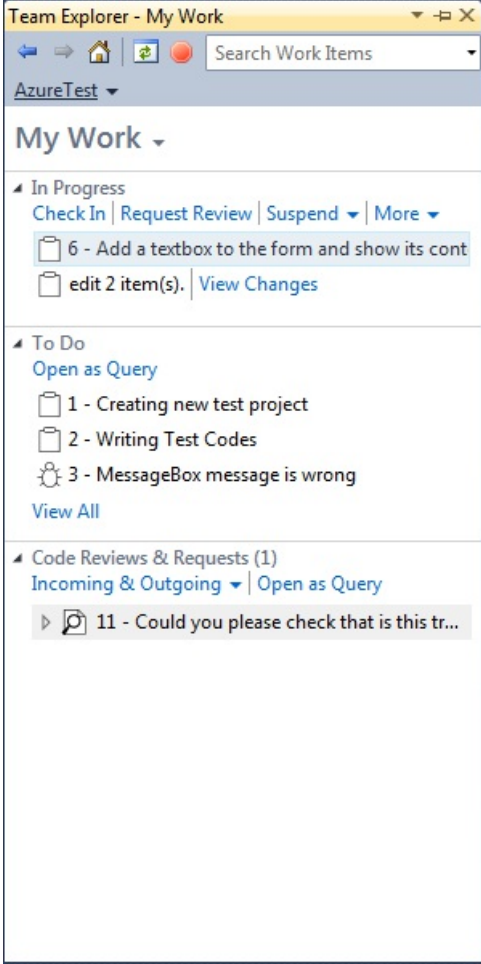 Team Explorer - My Work
Search Work Items
AzureTest
My Work
In Progress
Check In | Request Review | Suspend | More
6 - Add a textbox to the form and show its cont
edit 2 item(s). | View Changes
To Do
Open as Query
1 - Creating new test project
2 - Writing Test Codes
3 - MessageBox message is wrong
View All
Code Reviews & Requests (1)
Incoming & Outgoing | Open as Query
11 - Could you please check that is this tr...